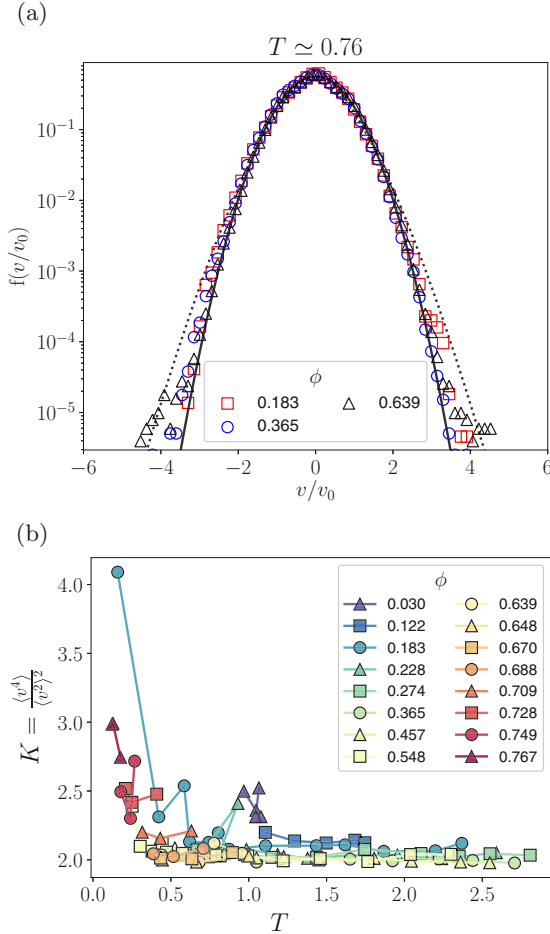 (a)
T ≃ 0.76
f(v/v₀)
10⁻¹
10⁻²
10⁻³
10⁻⁴
10⁻⁵
ϕ
0.183 0.639
0.365
−6 −4 −2 0 2 4 6
v/v₀
(b)
K = ⟨v⁴⟩/⟨v²⟩²
4.0
3.5
3.0
2.5
2.0
ϕ
0.030 0.639
0.122 0.648
0.183 0.670
0.228 0.688
0.274 0.709
0.365 0.728
0.457 0.749
0.548 0.767
0.0 0.5 1.0 1.5 2.0 2.5
T